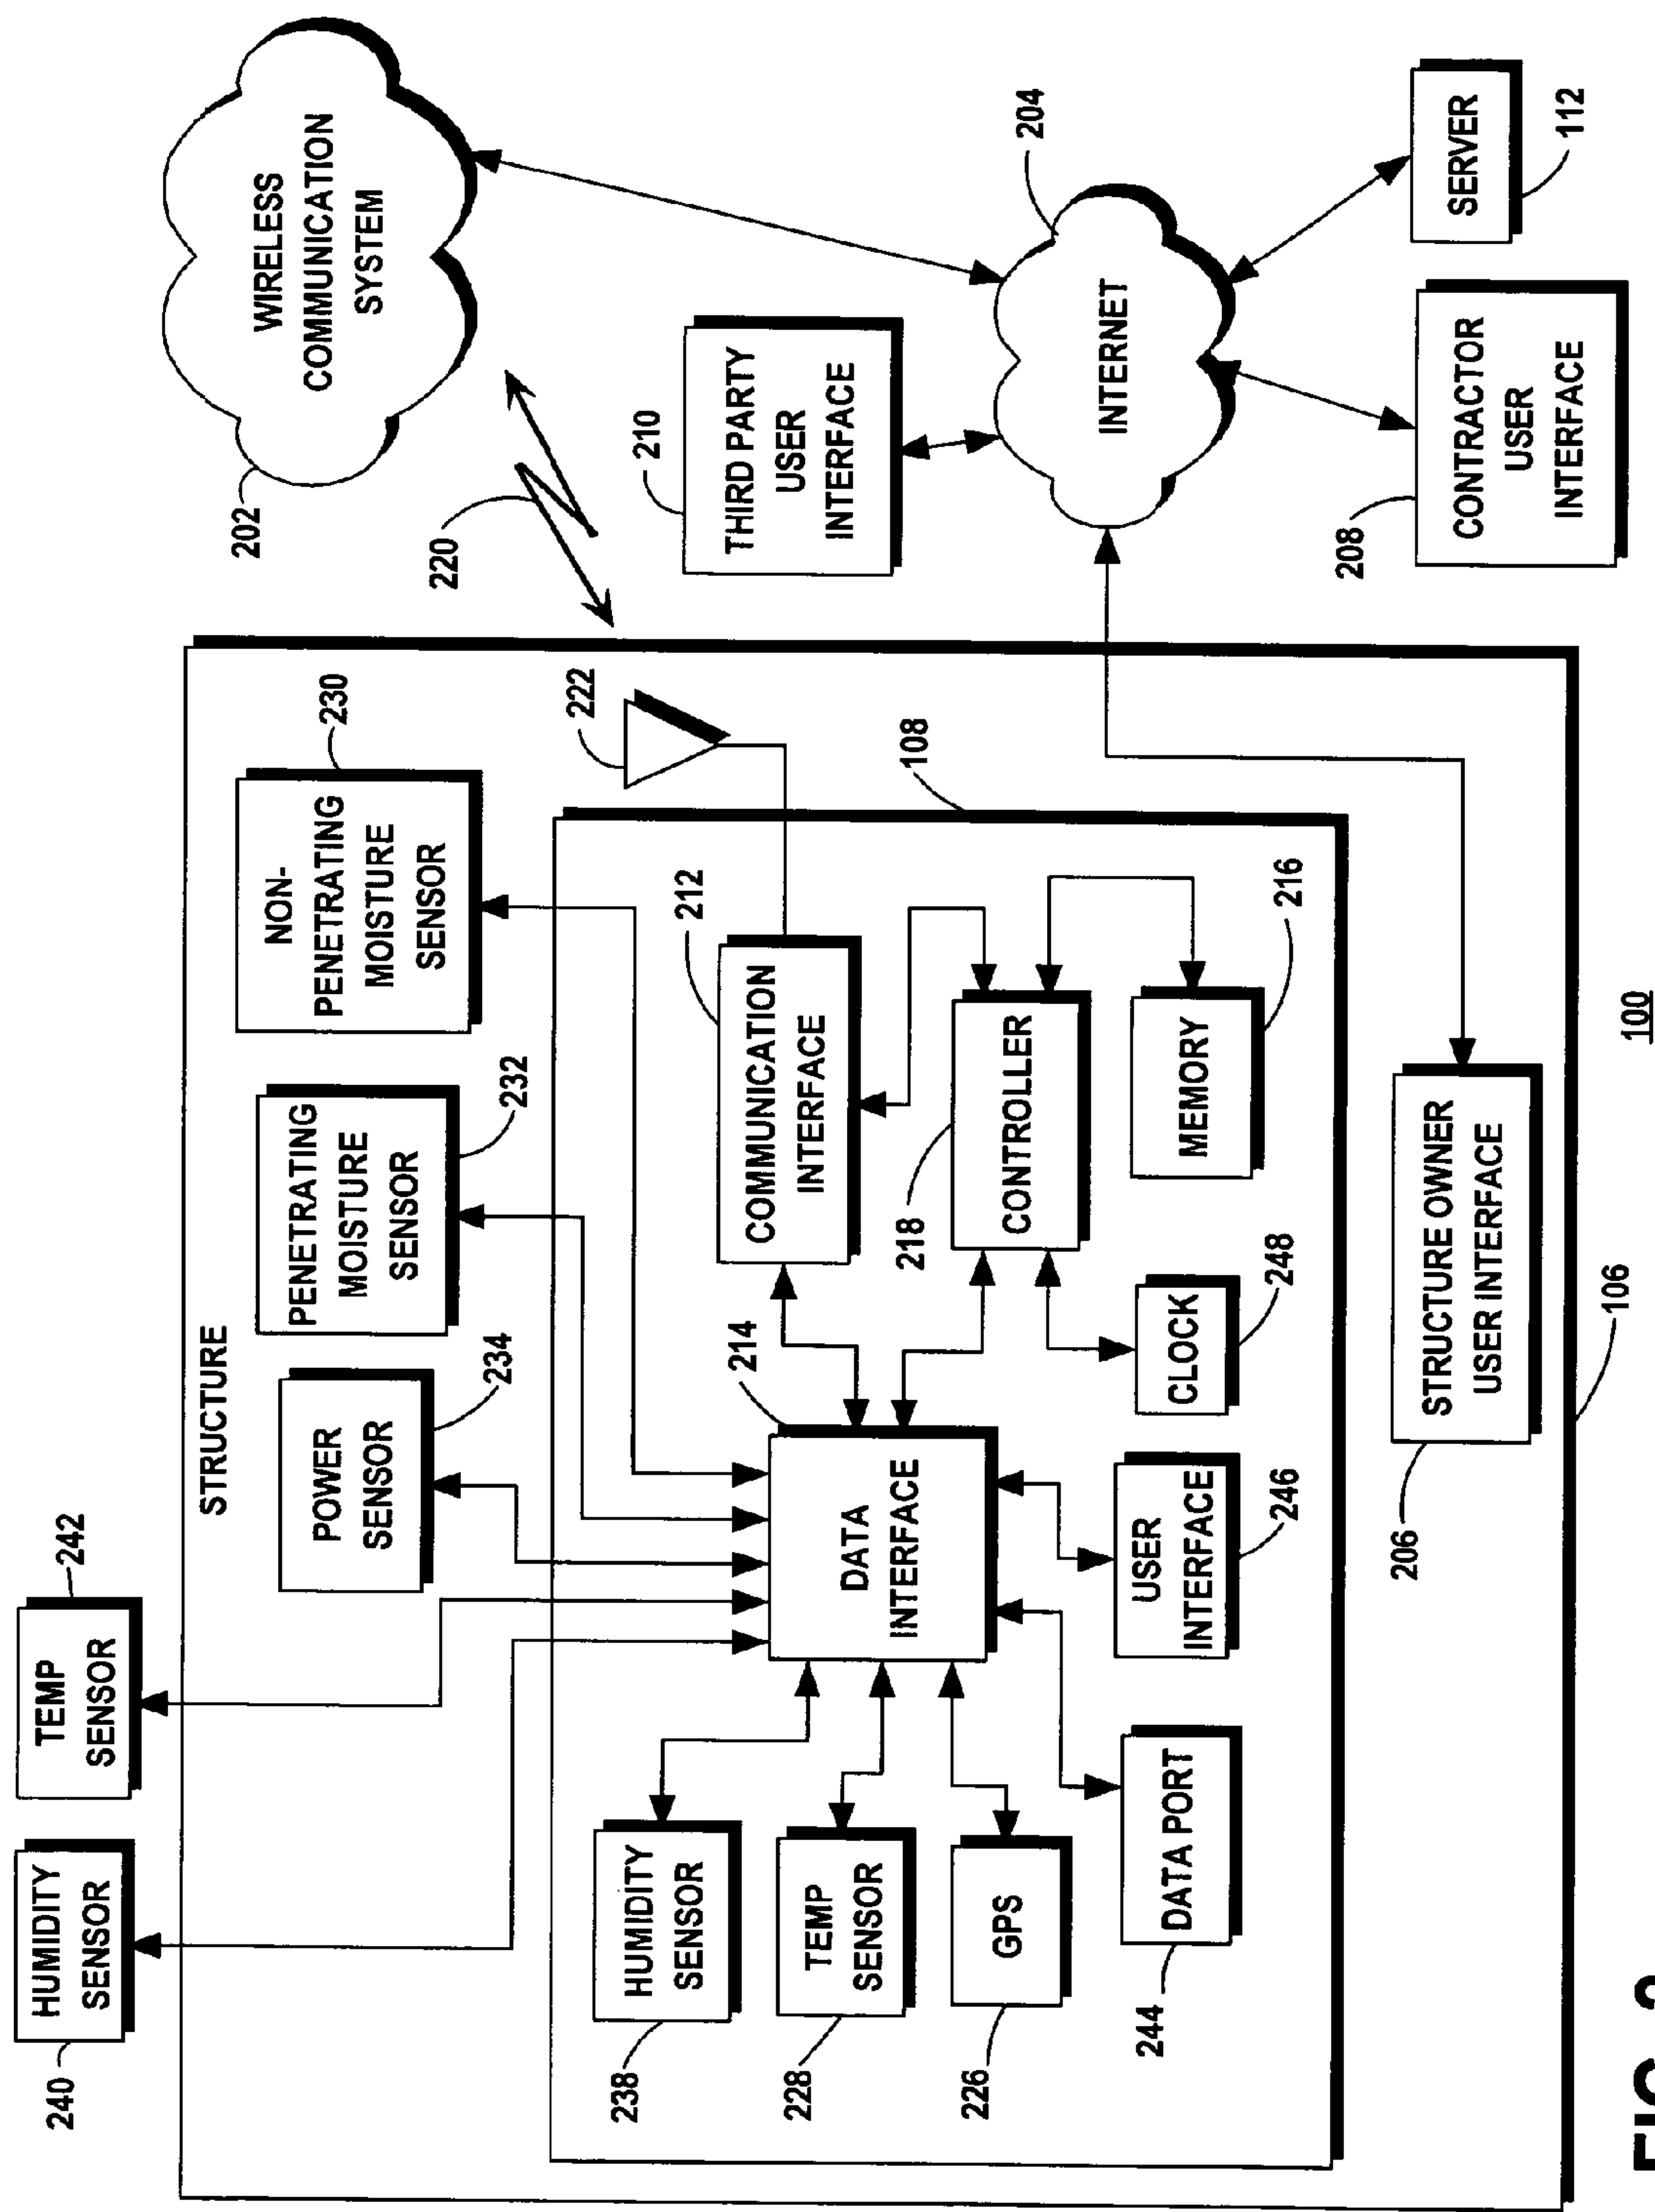 240
HUMIDITY
SENSOR
242
TEMP
SENSOR
STRUCTURE
234
POWER
SENSOR
232
PENETRATING
MOISTURE
SENSOR
230
NON-
PENETRATING
MOISTURE
SENSOR
220
202
WIRELESS
COMMUNICATION
SYSTEM
238
HUMIDITY
SENSOR
228
TEMP
SENSOR
226
GPS
244
DATA PORT
214
DATA
INTERFACE
246
USER
INTERFACE
248
CLOCK
212
COMMUNICATION
INTERFACE
218
CONTROLLER
216
MEMORY
222
108
206
STRUCTURE OWNER
USER INTERFACE
106
210
THIRD PARTY
USER
INTERFACE
204
INTERNET
208
CONTRACTOR
USER
INTERFACE
SERVER
112
100